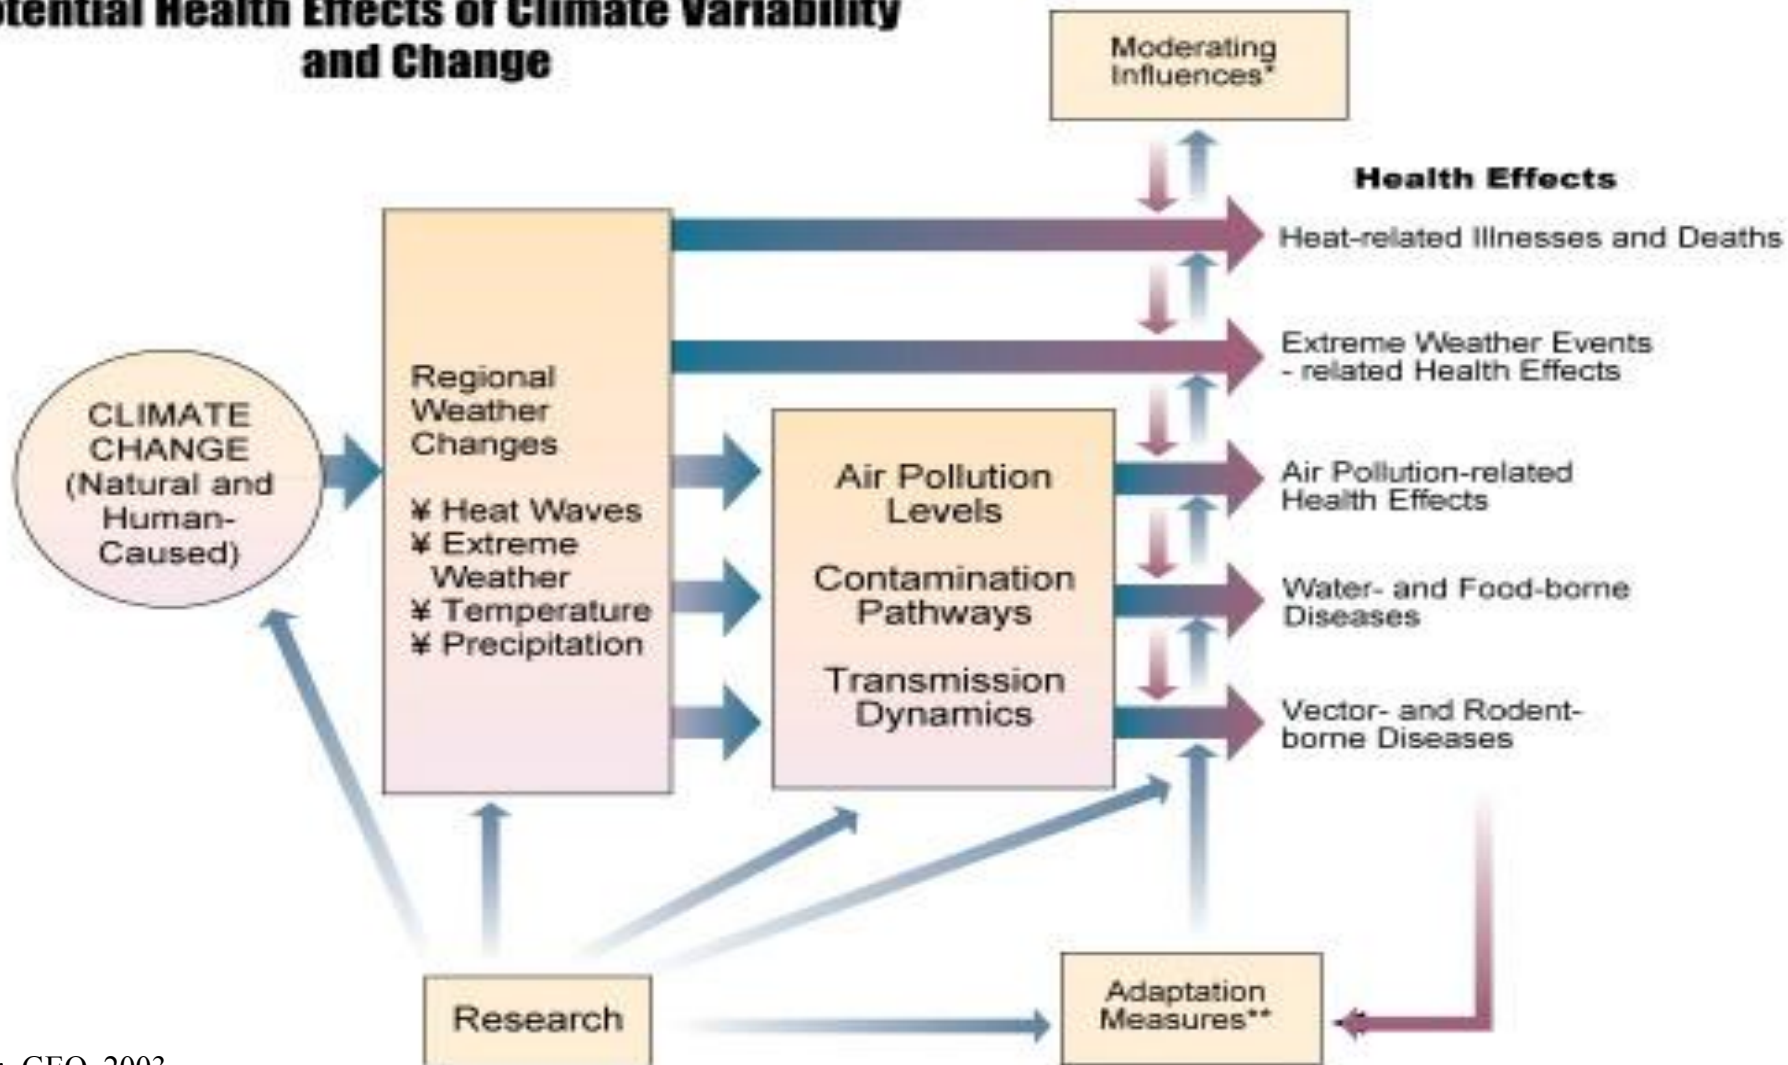 otential Health Effects of Climate Variability
and Change
Moderating
Influences*
Health Effects
Heat-related Illnesses and Deaths
Extreme Weather Events
- related Health Effects
Air Pollution-related
Health Effects
Water- and Food-borne
Diseases
Vector- and Rodent-
borne Diseases
CLIMATE
CHANGE
(Natural and
Human-
Caused)
Regional
Weather
Changes
¥ Heat Waves
¥ Extreme
Weather
¥ Temperature
¥ Precipitation
Air Pollution
Levels
Contamination
Pathways
Transmission
Dynamics
Research
Adaptation
Measures**
GEO, 2003